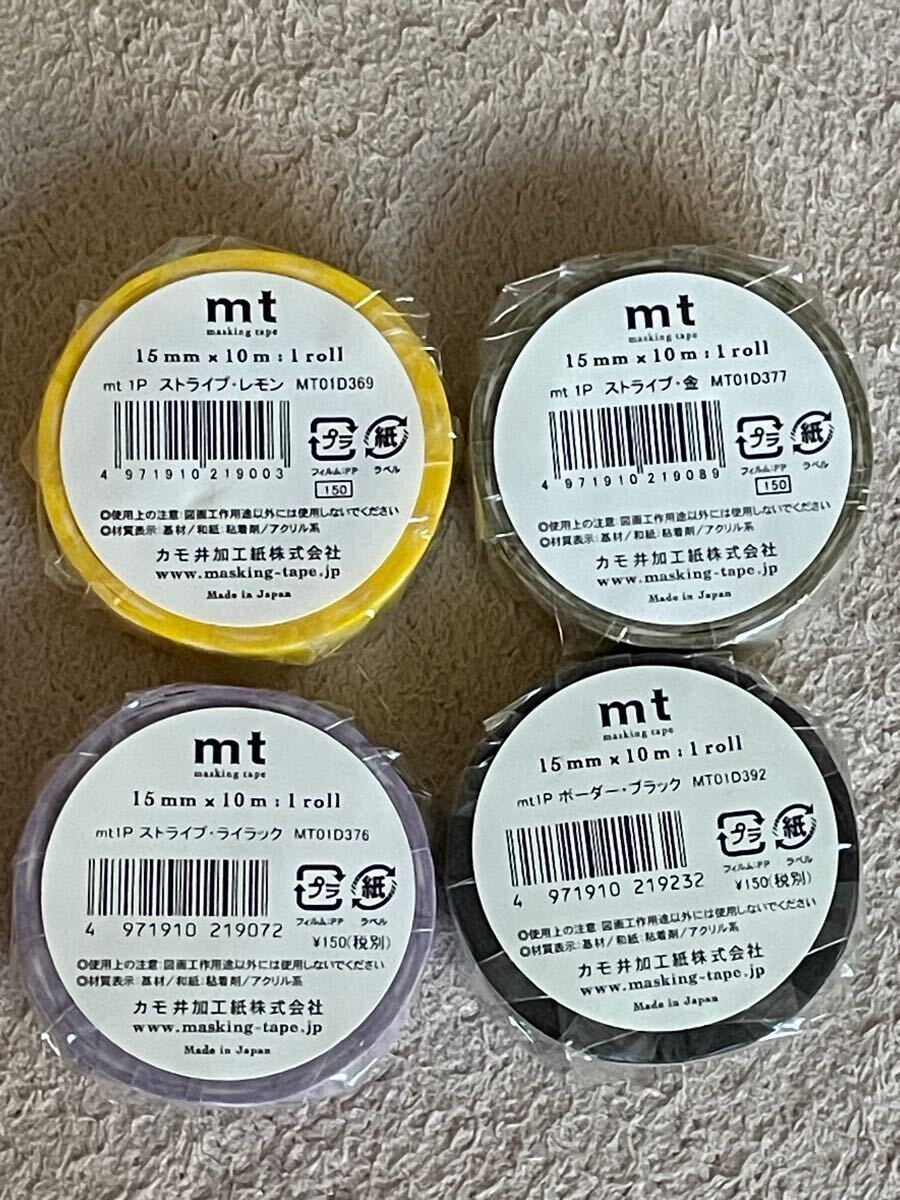 mt
masking tape
15mm x 10m : 1 roll
mt 1P ストライプ・レモン MT01D369
4 971910 219003
プラ
フィルム:PP
紙
ラベル
150
◎使用上の注意:図画工作用途以外には使用しないでください
◎材質表示:基材/和紙:粘着剤/アクリル系
カモ井加工紙株式会社
www.masking-tape.jp
Made in Japan
mt
masking tape
15mm x 10m : 1 roll
mt 1P ストライプ・金 MT01D377
4 971910 219089
プラ
フィルム:PP
紙
ラベル
150
◎使用上の注意:図画工作用途以外には使用しないでください
◎材質表示:基材/和紙:粘着剤/アクリル系
カモ井加工紙株式会社
www.masking-tape.jp
Made in Japan
mt
masking tape
15mm x 10m : 1 roll
mt1P ストライプ・ライラック MT01D376
4 971910 219072
プラ
フィルム:PP
紙
ラベル
¥150(税別)
◎使用上の注意:図画工作用途以外には使用しないでください
◎材質表示:基材/和紙:粘着剤/アクリル系
カモ井加工紙株式会社
www.masking-tape.jp
Made in Japan
mt
masking tape
15mm x 10m : 1 roll
mt1P ボーダー・ブラック MT01D392
4 971910 219232
プラ
フィルム:PP
紙
ラベル
¥150(税別)
◎使用上の注意:図画工作用途以外には使用しないでください
◎材質表示:基材/和紙:粘着剤/アクリル系
カモ井加工紙株式会社
www.masking-tape.jp
Made in Japan